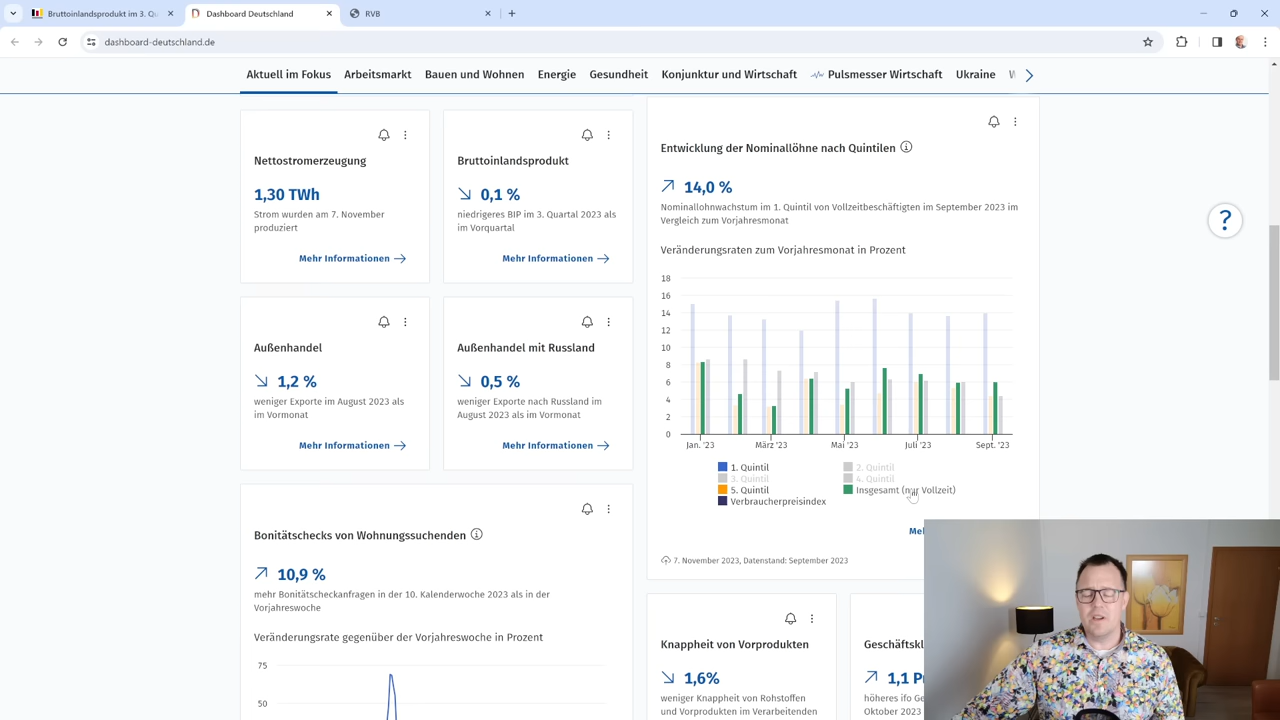 Bruttoinlandsprodukt im 3. Qu
Dashboard Deutschland
RVB
dashboard-deutschland.de
Aktuell im Fokus
Arbeitsmarkt
Bauen und Wohnen
Energie
Gesundheit
Konjunktur und Wirtschaft
Pulsmesser Wirtschaft
Ukraine
W
Nettostromerzeugung
1,30 TWh
Strom wurden am 7. November
produziert
Mehr Informationen
Bruttoinlandsprodukt
0,1 %
niedrigeres BIP im 3. Quartal 2023 als
im Vorquartal
Mehr Informationen
Entwicklung der Nominallöhne nach Quintilen
14,0 %
Nominallohnwachstum im 1. Quintil von Vollzeitbeschäftigten im September 2023 im
Vergleich zum Vorjahresmonat
Veränderungsraten zum Vorjahresmonat in Prozent
18
16
14
12
10
8
6
4
2
0
Jan. '23
März '23
Mai '23
Juli '23
Sept. '23
1. Quintil
2. Quintil
3. Quintil
4. Quintil
5. Quintil
Insgesamt (nur Vollzeit)
Verbraucherpreisindex
Meh
7. November 2023, Datenstand: September 2023
Außenhandel
1,2 %
weniger Exporte im August 2023 als
im Vormonat
Mehr Informationen
Außenhandel mit Russland
0,5 %
weniger Exporte nach Russland im
August 2023 als im Vormonat
Mehr Informationen
Bonitätschecks von Wohnungssuchenden
10,9 %
mehr Bonitätscheckanfragen in der 10. Kalenderwoche 2023 als in der
Vorjahreswoche
Veränderungsrate gegenüber der Vorjahreswoche in Prozent
75
50
Knappheit von Vorprodukten
1,6%
weniger Knappheit von Rohstoffen
und Vorprodukten im Verarbeitenden
Geschäftskl
1,1 P
höheres ifo Ge
Oktober 2023
?